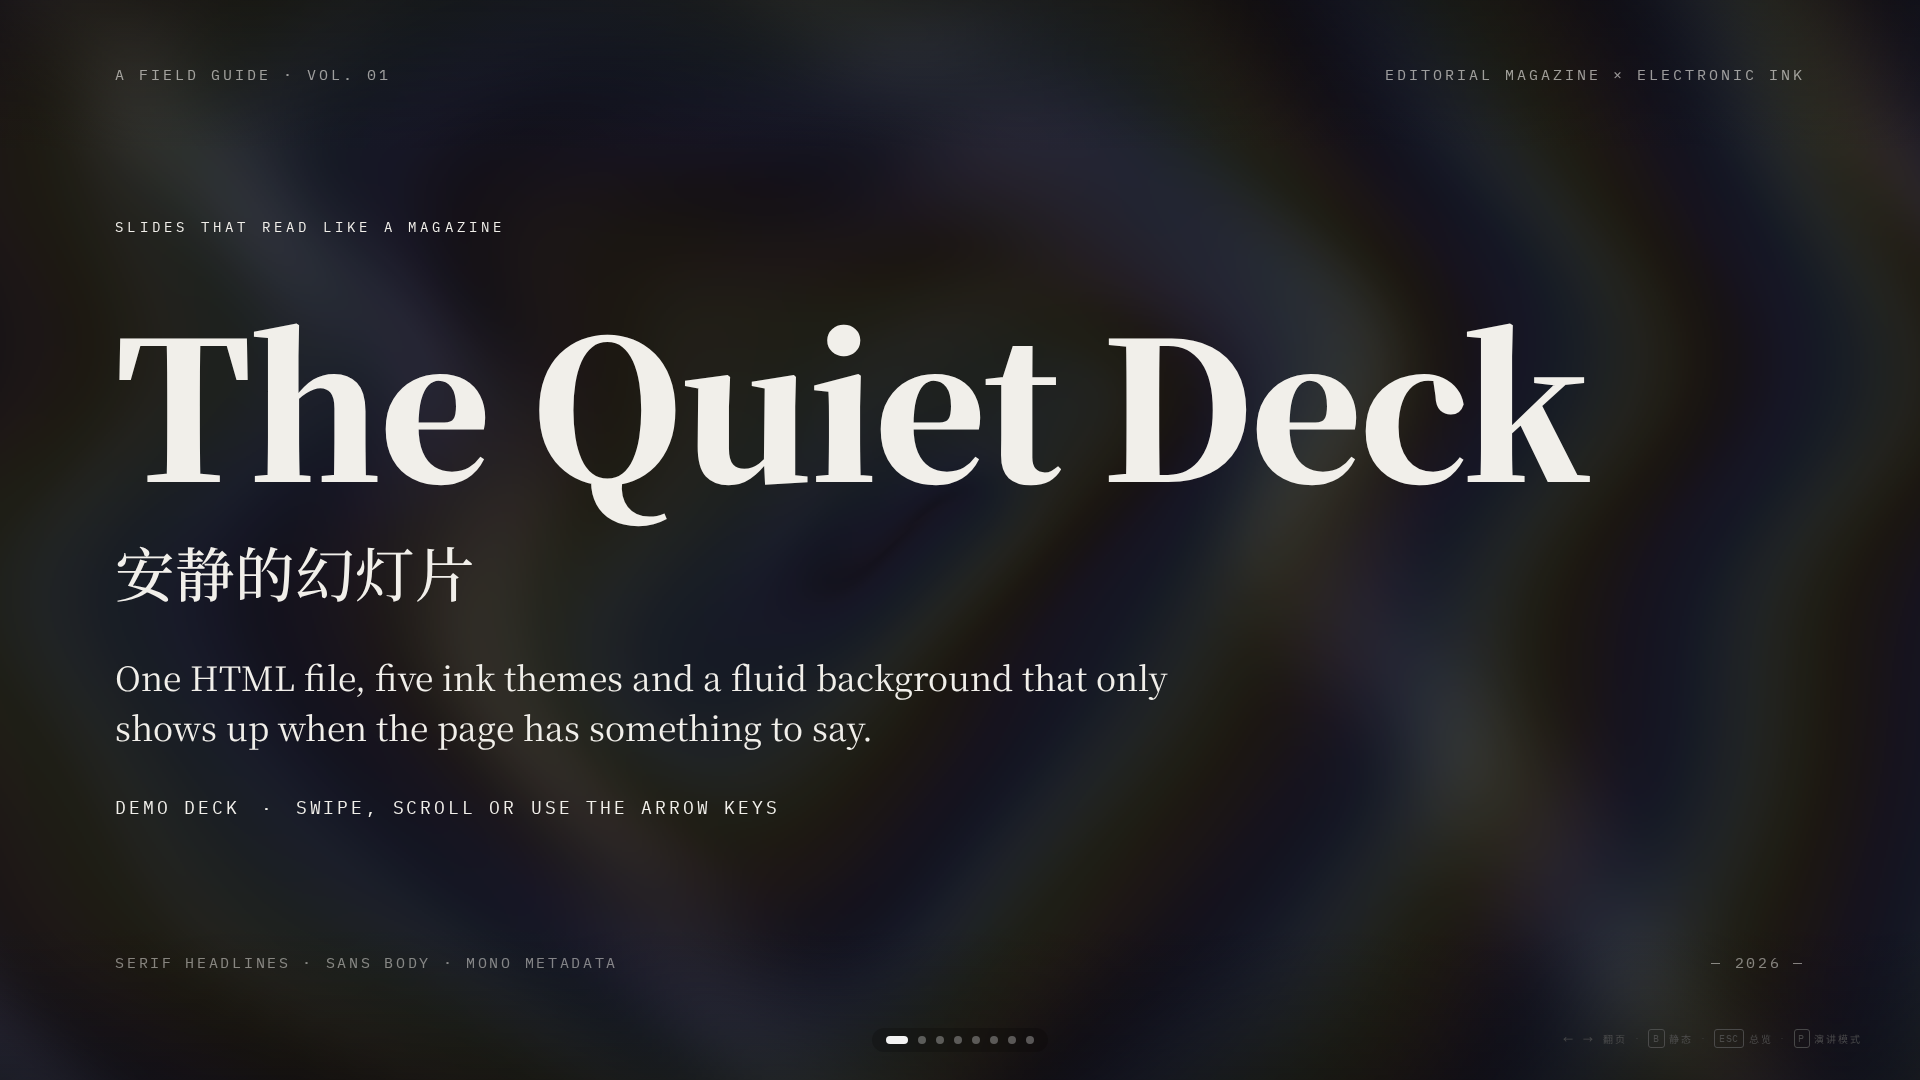 A FIELD GUIDE · VOL. 01
EDITORIAL MAGAZINE × ELECTRONIC INK
SLIDES THAT READ LIKE A MAGAZINE
The Quiet Deck
安静的幻灯片
One HTML file, five ink themes and a fluid background that only
shows up when the page has something to say.
DEMO DECK · SWIPE, SCROLL OR USE THE ARROW KEYS
SERIF HEADLINES · SANS BODY · MONO METADATA
— 2026 —
← → 翻页 · B 静态 · ESC 总览 · P 演讲模式